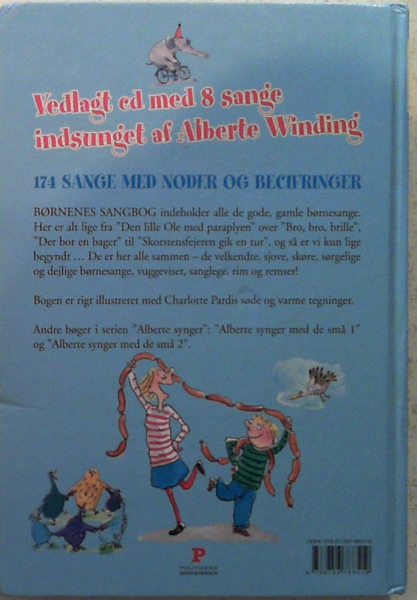 Vedlagt cd med 8 sange
indsunget af Alberte Winding
174 SANGE MED NODER OG BECIFRINGER
BØRNENES SANGBOG indeholder alle de gode, gamle børnesange.
Her er alt lige fra "Den lille Ole med paraplyen" over "Bro, bro, brille",
"Der bor en bager" til "Skorstensfejeren gik en tur", og så er vi kun lige
begyndt ... De er her alle sammen – de velkendte, sjove, skøre, sørgelige
og dejlige børnesange, vuggeviser, sanglege, rim og remser!
Bogen er rigt illustreret med Charlotte Pardis søde og varme tegninger.
Andre bøger i serien "Alberte synger": "Alberte synger med de små 1"
og "Alberte synger med de små 2".
P
POLITIKENS